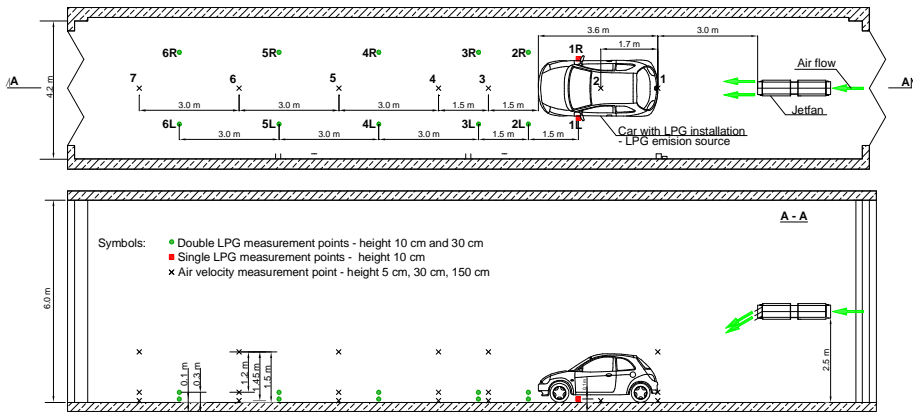 3.6 m
1.7 m
3.0 m
1R
6R
5R
4R
3R
2R
A
4.2 m
7
6
5
4
3
2
1
Air flow
A
3.0 m
3.0 m
3.0 m
1.5 m
1.5 m
Jetfan
6L
5L
4L
3L
2L
1L
3.0 m
3.0 m
3.0 m
1.5 m
1.5 m
Car with LPG installation
- LPG emision source
A - A
Symbols:
Double LPG measurement points - height 10 cm and 30 cm
Single LPG measurement points - height 10 cm
Air velocity measurement point - height 5 cm, 30 cm, 150 cm
6.0 m
2.5 m
0.1 m
0.3 m
1.2 m
1.45 m
1.5 m